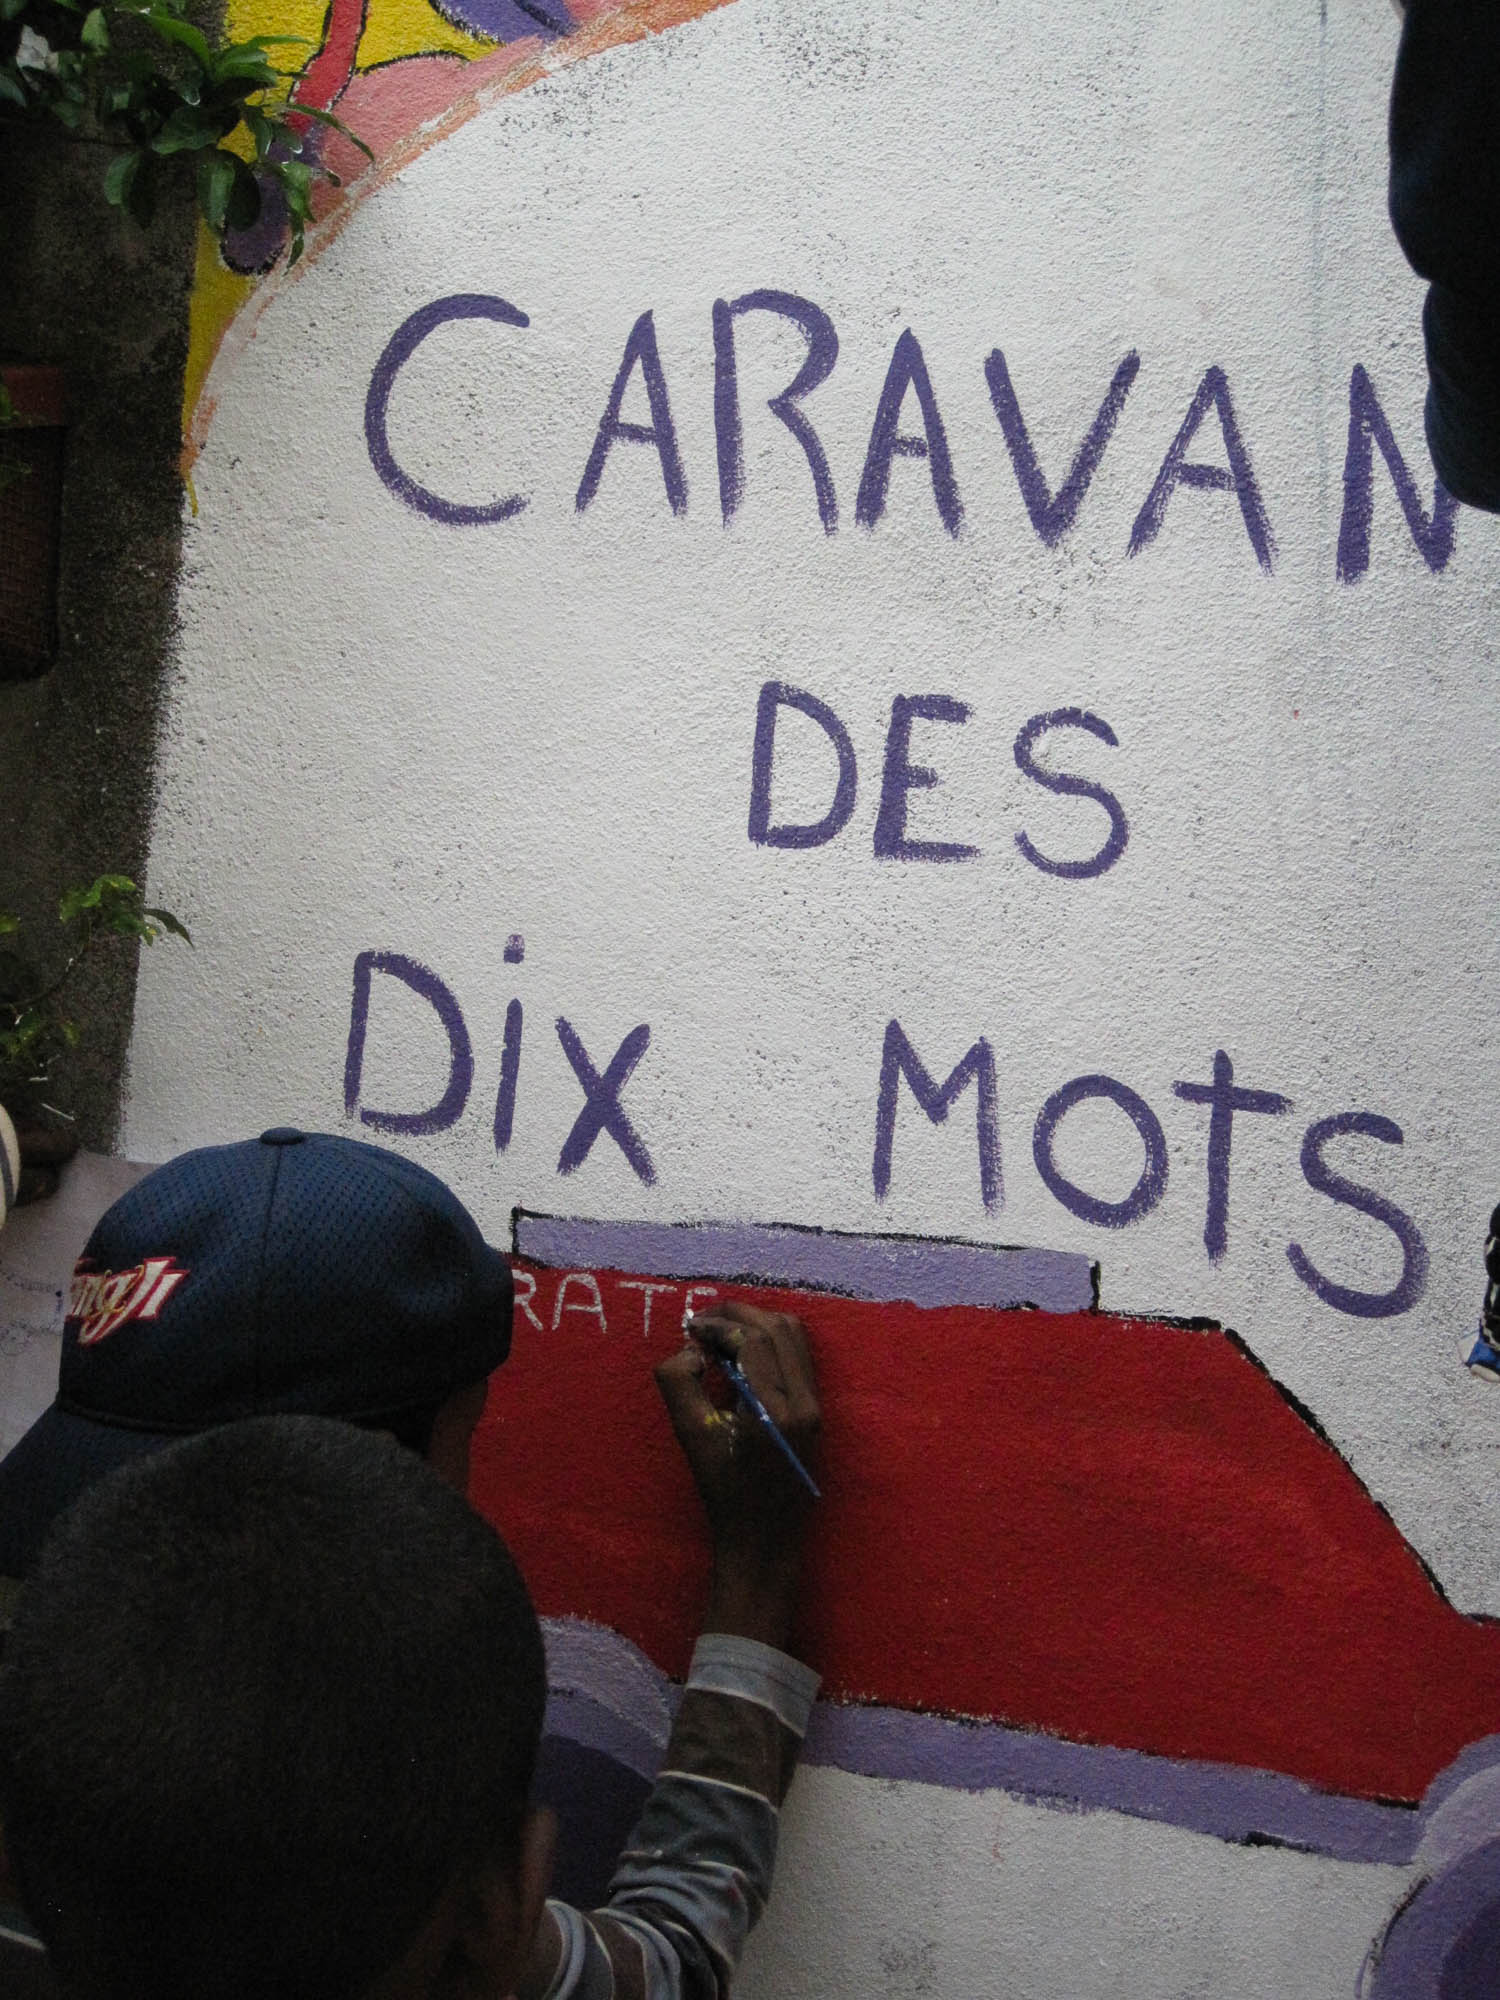 CARAVAN
DES
DiX MOTS
RATE